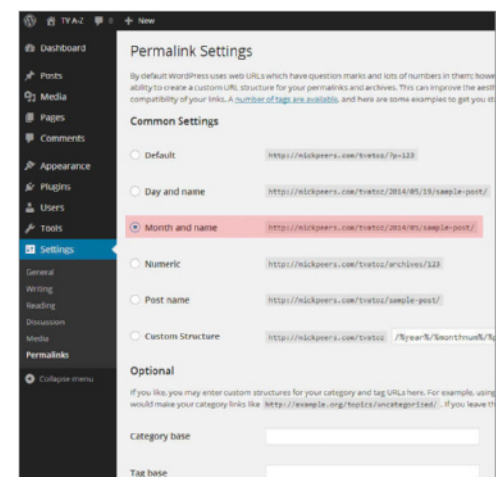 TV A-Z 0 + New
Dashboard
Posts
Media
Pages
Comments
Appearance
Plugins
Users
Tools
Settings
General
Writing
Reading
Discussion
Media
Permalinks
Collapse menu
Permalink Settings
By default WordPress uses web URLs which have question marks and lots of numbers in them; howe
ability to create a custom URL structure for your permalinks and archives. This can improve the aesth
compatibility of your links. A number of tags are available, and here are some examples to get you st
Common Settings
Default http://nickpeers.com/tvatoz/?p=123
Day and name http://nickpeers.com/tvatoz/2014/05/19/sample-post/
Month and name http://nickpeers.com/tvatoz/2014/05/sample-post/
Numeric http://nickpeers.com/tvatoz/archives/123
Post name http://nickpeers.com/tvatoz/sample-post/
Custom Structure http://nickpeers.com/tvatoz /%year%/%monthnum%/%p
Optional
If you like, you may enter custom structures for your category and tag URLs here. For example, using
would make your category links like http://example.org/topics/uncategorized/ . If you leave th
Category base
Tag base